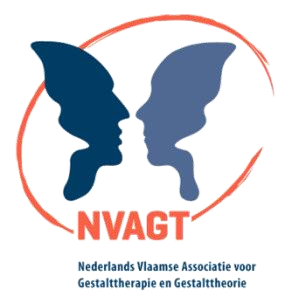 NVAGT
Nederlands Vlaamse Associatie voor
Gestalttherapie en Gestalttheorie